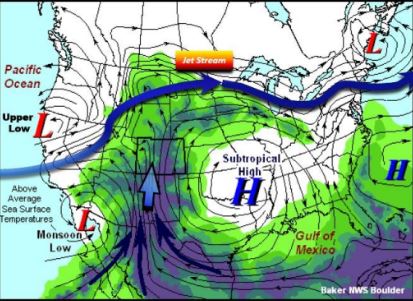 Jet Stream
L
Pacific
Ocean
Upper
Low
L
Subtropical
High
H
H
Above
Average
Sea Surface
Temperatures
L
Monsoon
Low
Gulf of
Mexico
Baker NWS Boulder